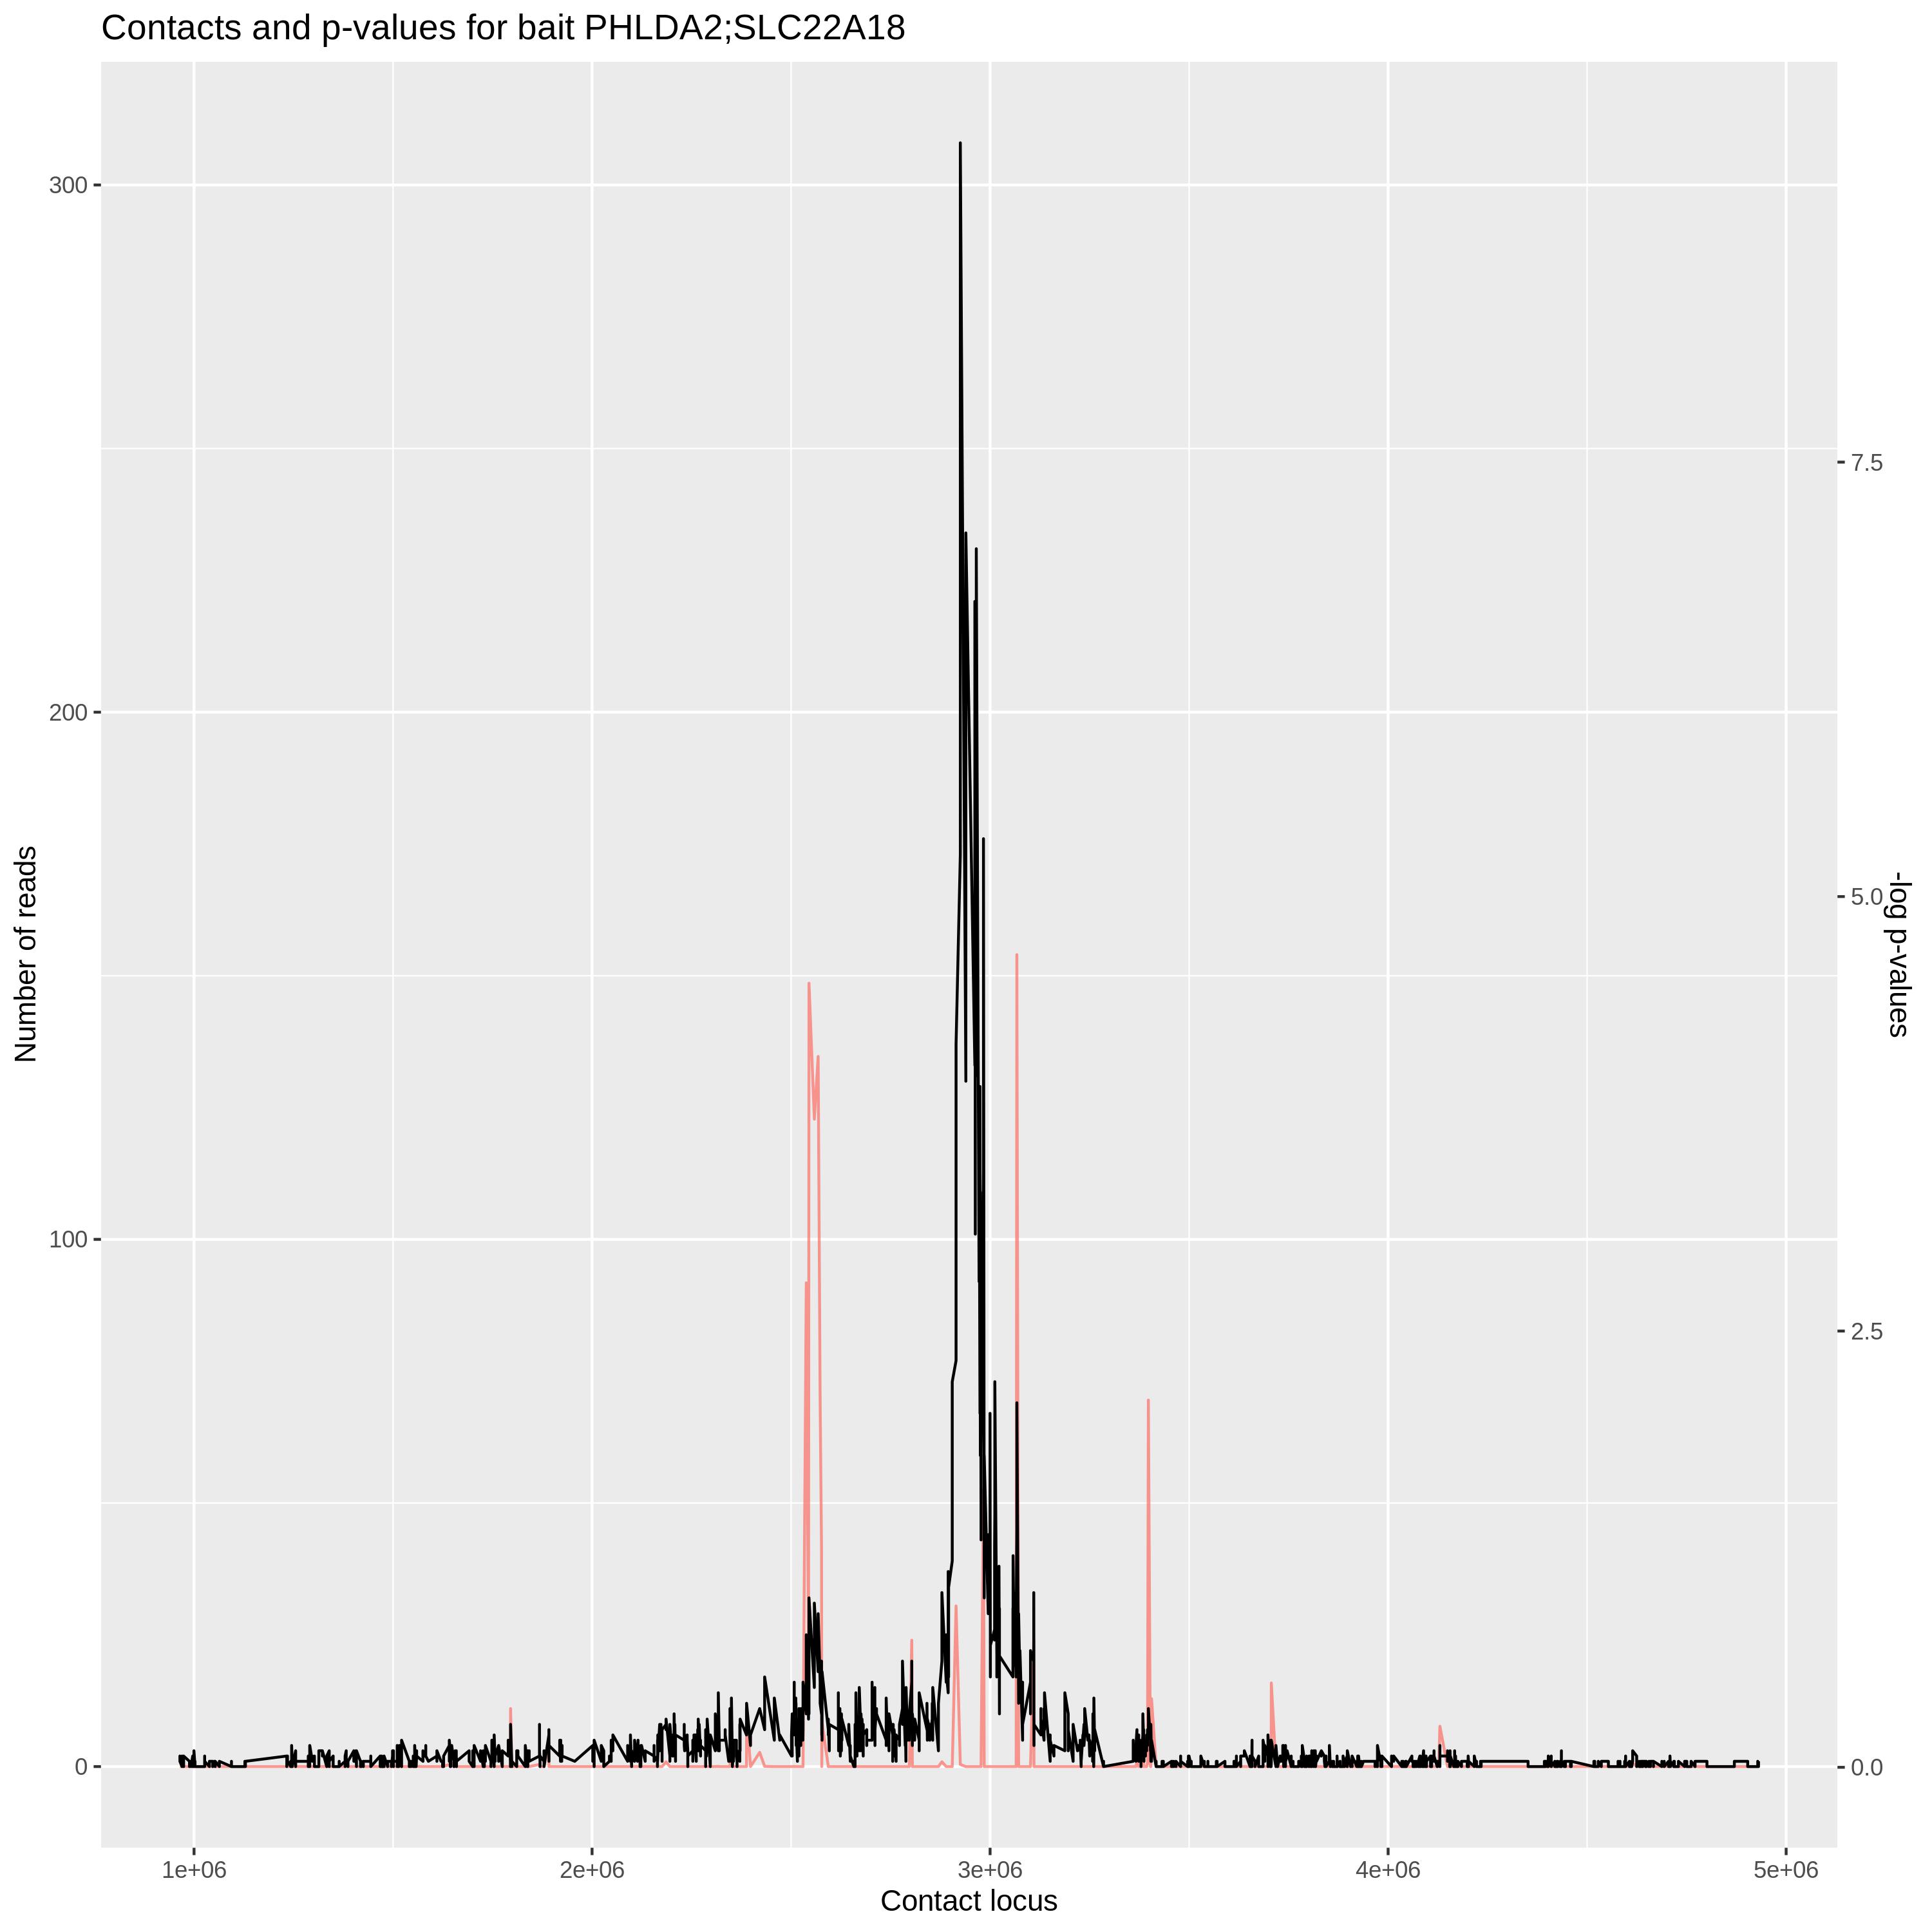 Contacts and p-values for bait PHLDA2;SLC22A18
300
200
100
0
Number of reads
7.5
5.0
2.5
0.0
-log p-values
1e+06
2e+06
3e+06
4e+06
5e+06
Contact locus